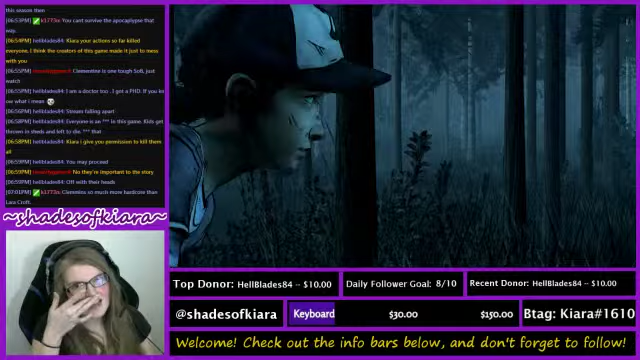 this season then
(06:53PM) k1773n: You cant survive the apocalypse that
way.
(06:54PM) hellblades84: Kiara your actions so far killed
everyone. I think the creators of this game made it just to mess
with you
(06:55PM) : Clementine is one tough SoB, just
watch
(06:55PM) hellblades84: I am a doctor too ..I got a PHD. If you kn
ow what i mean
(06:56PM) hellblades84: Stream falling apart
(06:58PM) hellblades84: Everyone is an *** in this game. Kids get
thrown in sheds and left to die. *** that
(06:58PM) hellblades84: Kiara i give you permission to kill them
all
(06:59PM) hellblades84: You may proceed
(06:59PM) : No they're important to the story
(06:59PM) hellblades84: Off with their heads
(07:01PM) k1773n: Clemmins so much more hardcore than
Lara Croft.
~shadesofkiara~
Top Donor: HellBlades84 -- $10.00
Daily Follower Goal: 8/10
Recent Donor: HellBlades84 -- $10.00
@shadesofkiara
Keyboard
$30.00
$150.00
Btag: Kiara#1610
Welcome! Check out the info bars below, and don't forget to follow!